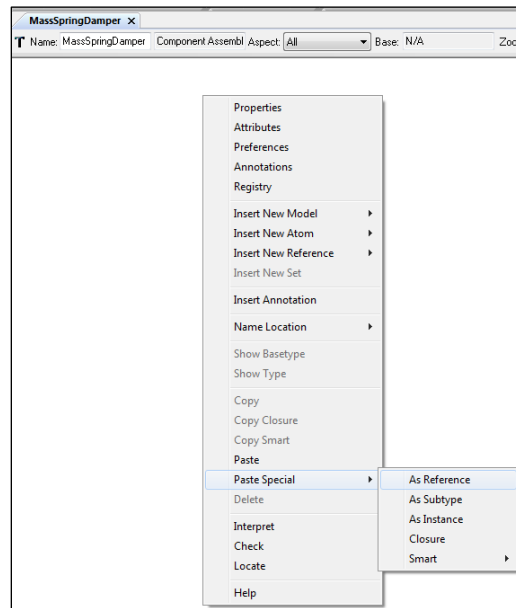 MassSpringDamper ×
T Name: MassSpringDamper Component Assembl Aspect: All Base: N/A Zoo
Properties
Attributes
Preferences
Annotations
Registry
Insert New Model
Insert New Atom
Insert New Reference
Insert New Set
Insert Annotation
Name Location
Show Basetype
Show Type
Copy
Copy Closure
Copy Smart
Paste
Paste Special As Reference
Delete As Subtype
As Instance
Interpret
Closure
Check
Smart
Locate
Help